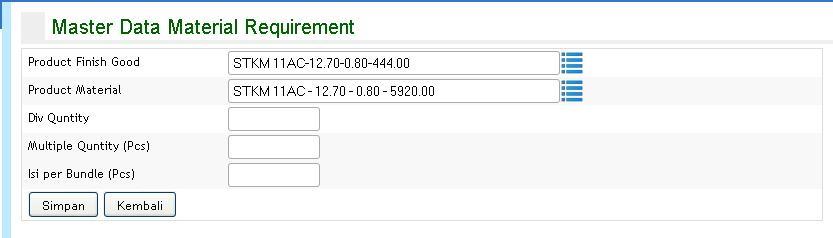 Master Data Material Requirement
Product Finish Good STKM 11AC-12.70-0.80-444.00
Product Material STKM 11AC - 12.70 - 0.80 - 5920.00
Div Quntity
Multiple Quntity (Pcs)
Isi per Bundle (Pcs)
Simpan Kembali